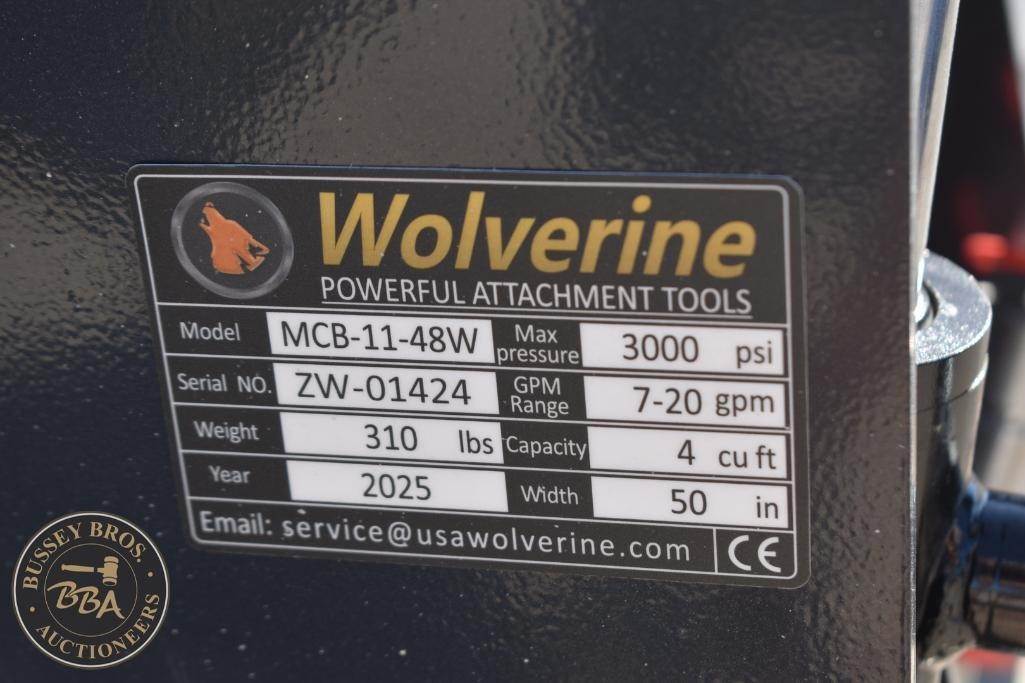 Wolverine
POWERFUL ATTACHMENT TOOLS
Model MCB-11-48W Max pressure 3000 psi
Serial NO. ZW-01424 GPM Range 7-20 gpm
Weight 310 lbs Capacity 4 cu ft
Year 2025 Width 50 in
Email: service@usawolverine.com CE
BUSSEY BROS.
BBA
AUCTIONEERS